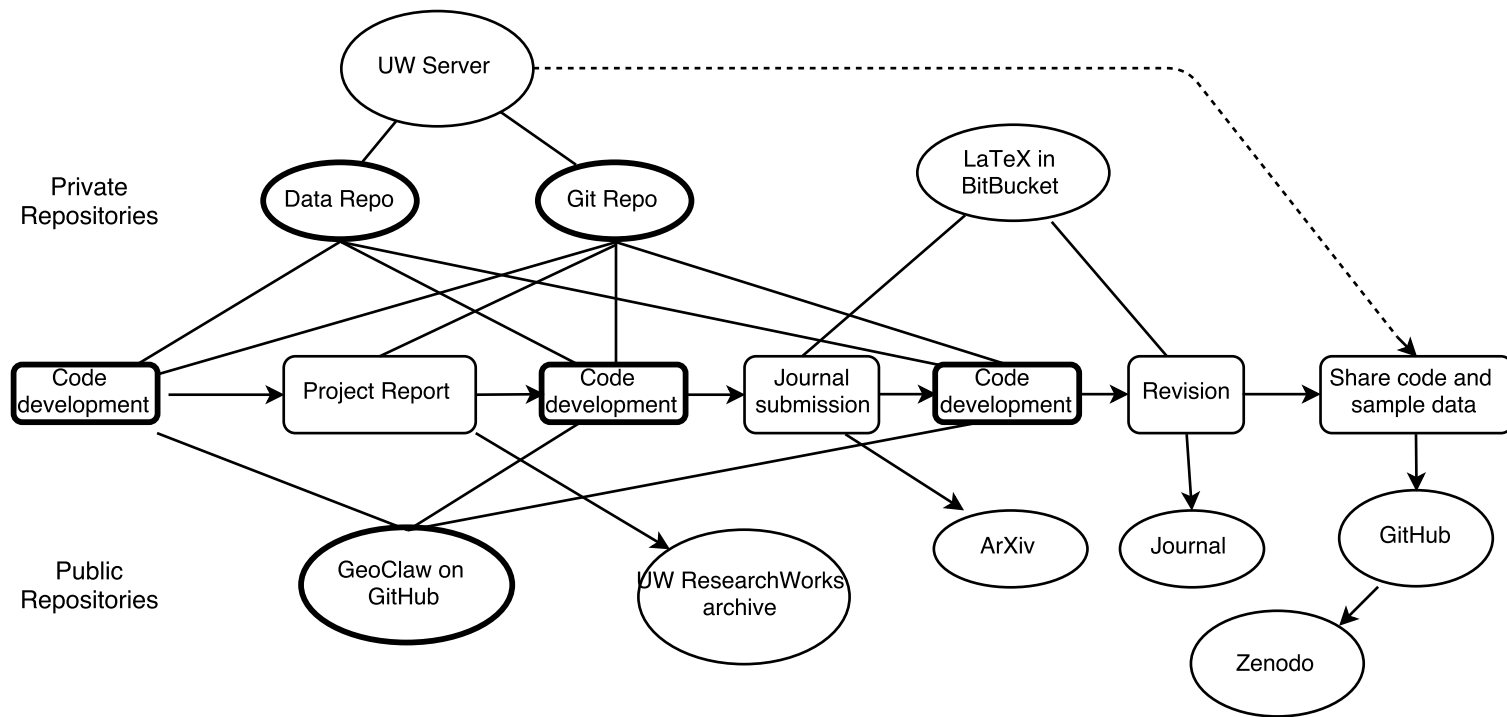 UW Server
LaTeX in
BitBucket
Private
Repositories
Data Repo
Git Repo
Code
development
Project Report
Code
development
Journal
submission
Code
development
Revision
Share code and
sample data
GeoClaw on
GitHub
UW ResearchWorks
archive
ArXiv
Journal
GitHub
Public
Repositories
Zenodo